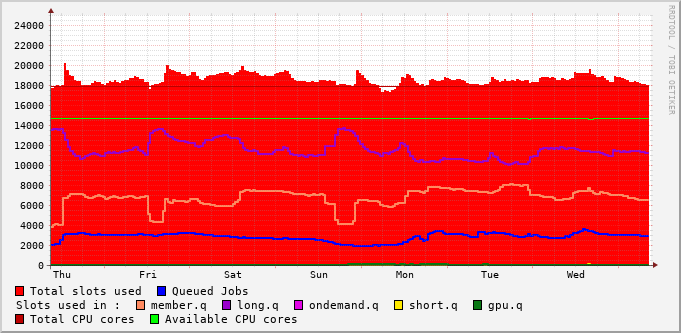 RRDTOOL / TOBI OETIKER
24000
22000
20000
18000
16000
14000
12000
10000
8000
6000
4000
2000
0
Thu Fri Sat Sun Mon Tue Wed
Total slots used Queued Jobs
Slots used in : member.q long.q ondemand.q short.q gpu.q
Total CPU cores Available CPU cores